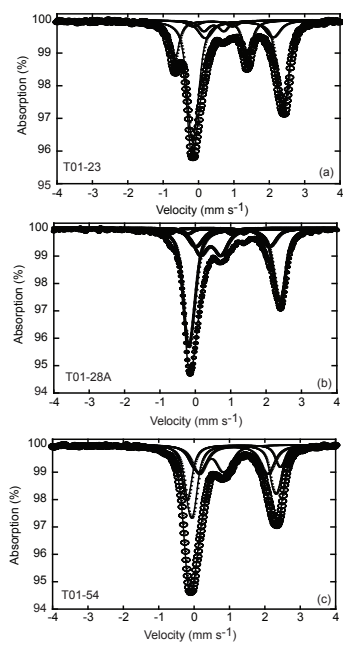 100
99
98
97
96
95
Absorption (%)
T01-23
(a)
-4 -3 -2 -1 0 1 2 3 4
Velocity (mm s-1)
100
99
98
97
96
95
94
Absorption (%)
T01-28A
(b)
-4 -3 -2 -1 0 1 2 3 4
Velocity (mm s-1)
100
99
98
97
96
95
94
Absorption (%)
T01-54
(c)
-4 -3 -2 -1 0 1 2 3 4
Velocity (mm s-1)